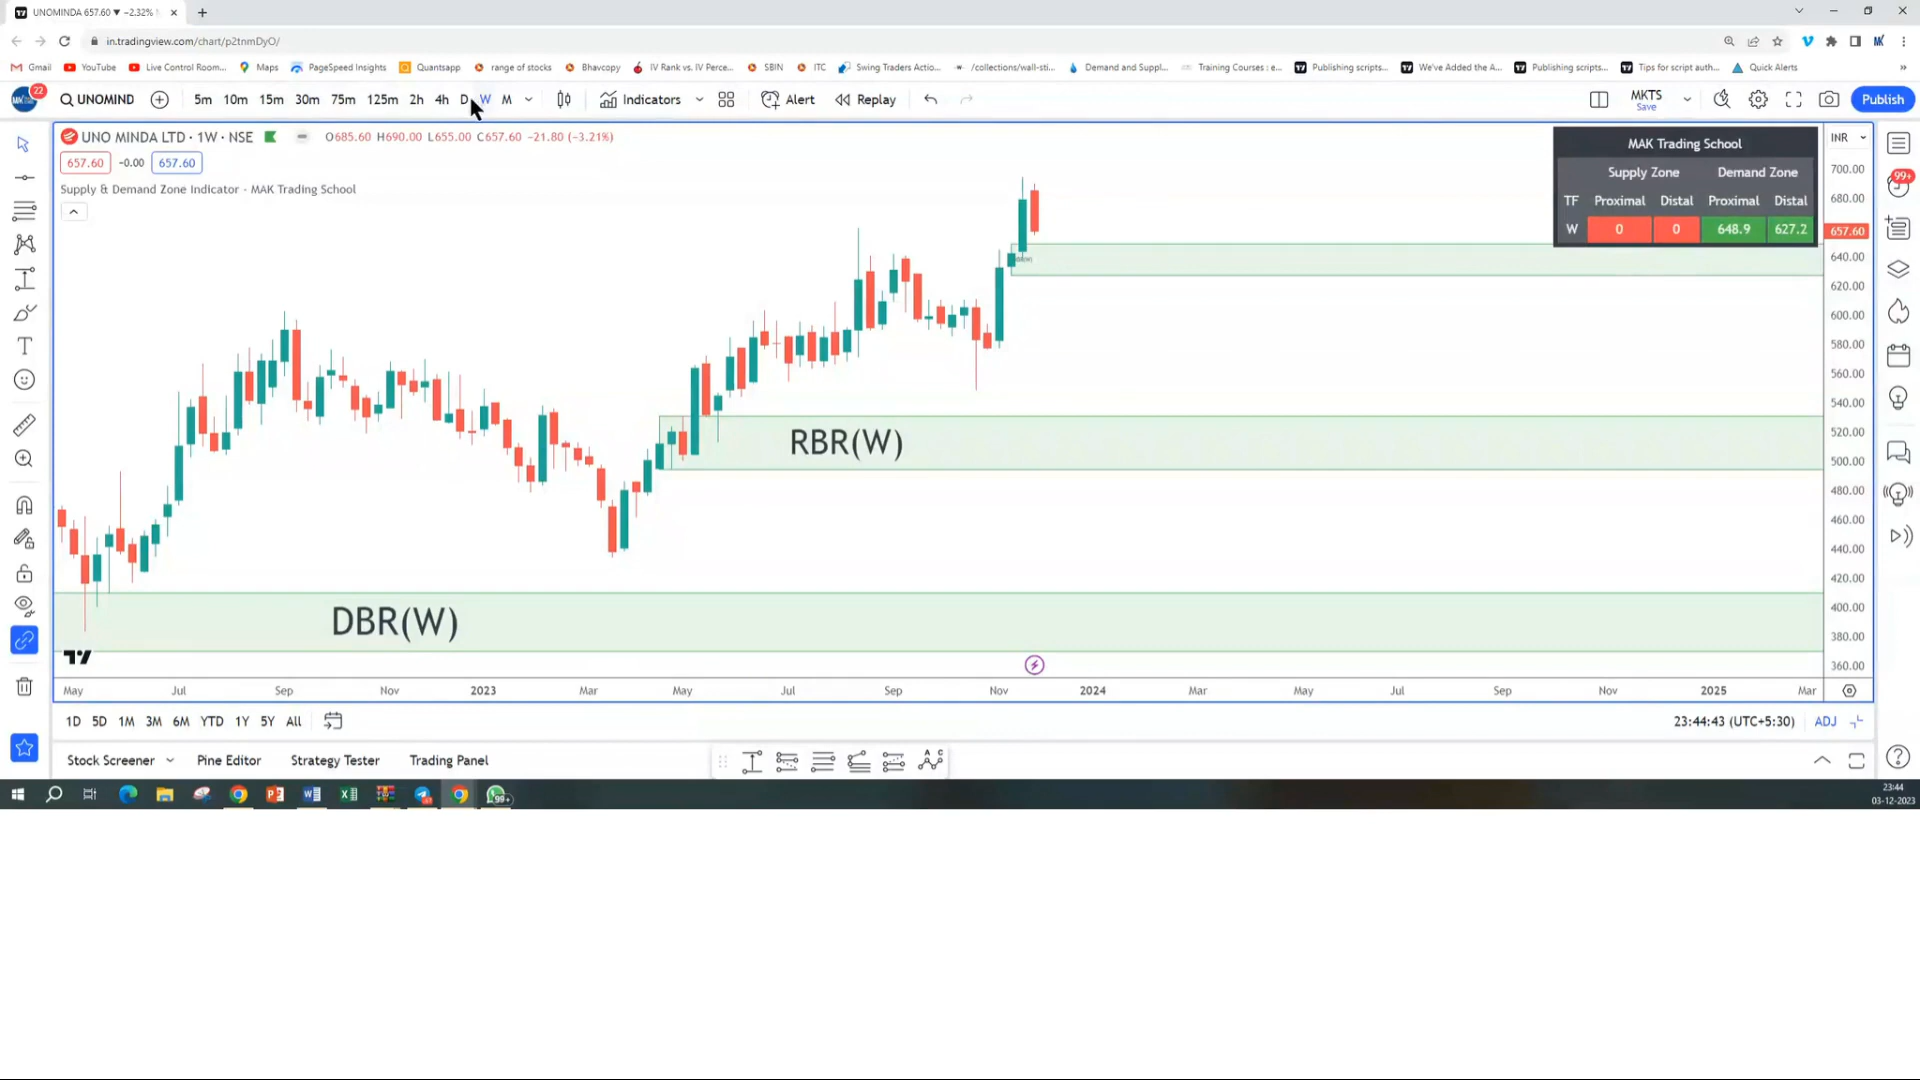 UNOMINDA 657.60 ▼ −2.32%
in.tradingview.com/chart/p2tnmDyO/
Gmail YouTube Live Control Room... Maps PageSpeed Insights Quantsapp range of stocks Bhavcopy IV Rank vs. IV Perce... SBIN ITC Swing Traders Actio... /collections/wall-sti... Demand and Suppl... Training Courses : e... Publishing scripts... We've Added the A... Publishing scripts... Tips for script auth... Quick Alerts »
22 UNOMIND 5m 10m 15m 30m 75m 125m 2h 4h D W M Indicators Alert Replay MKTS Save Publish
UNO MINDA LTD · 1W · NSE O685.60 H690.00 L655.00 C657.60 −21.80 (−3.21%)
657.60 −0.00 657.60
Supply & Demand Zone Indicator - MAK Trading School
MAK Trading School
Supply Zone Demand Zone
TF Proximal Distal Proximal Distal
W 0 0 648.9 627.2
INR
700.00
680.00
657.60
640.00
620.00
600.00
580.00
560.00
540.00
520.00
500.00
480.00
460.00
440.00
420.00
400.00
380.00
360.00
99+
RBR(W)
DBR(W)
May Jul Sep Nov 2023 Mar May Jul Sep Nov 2024 Mar May Jul Sep Nov 2025 Mar
1D 5D 1M 3M 6M YTD 1Y 5Y All 23:44:43 (UTC+5:30) ADJ
Stock Screener Pine Editor Strategy Tester Trading Panel
99+
23:44
03-12-2023